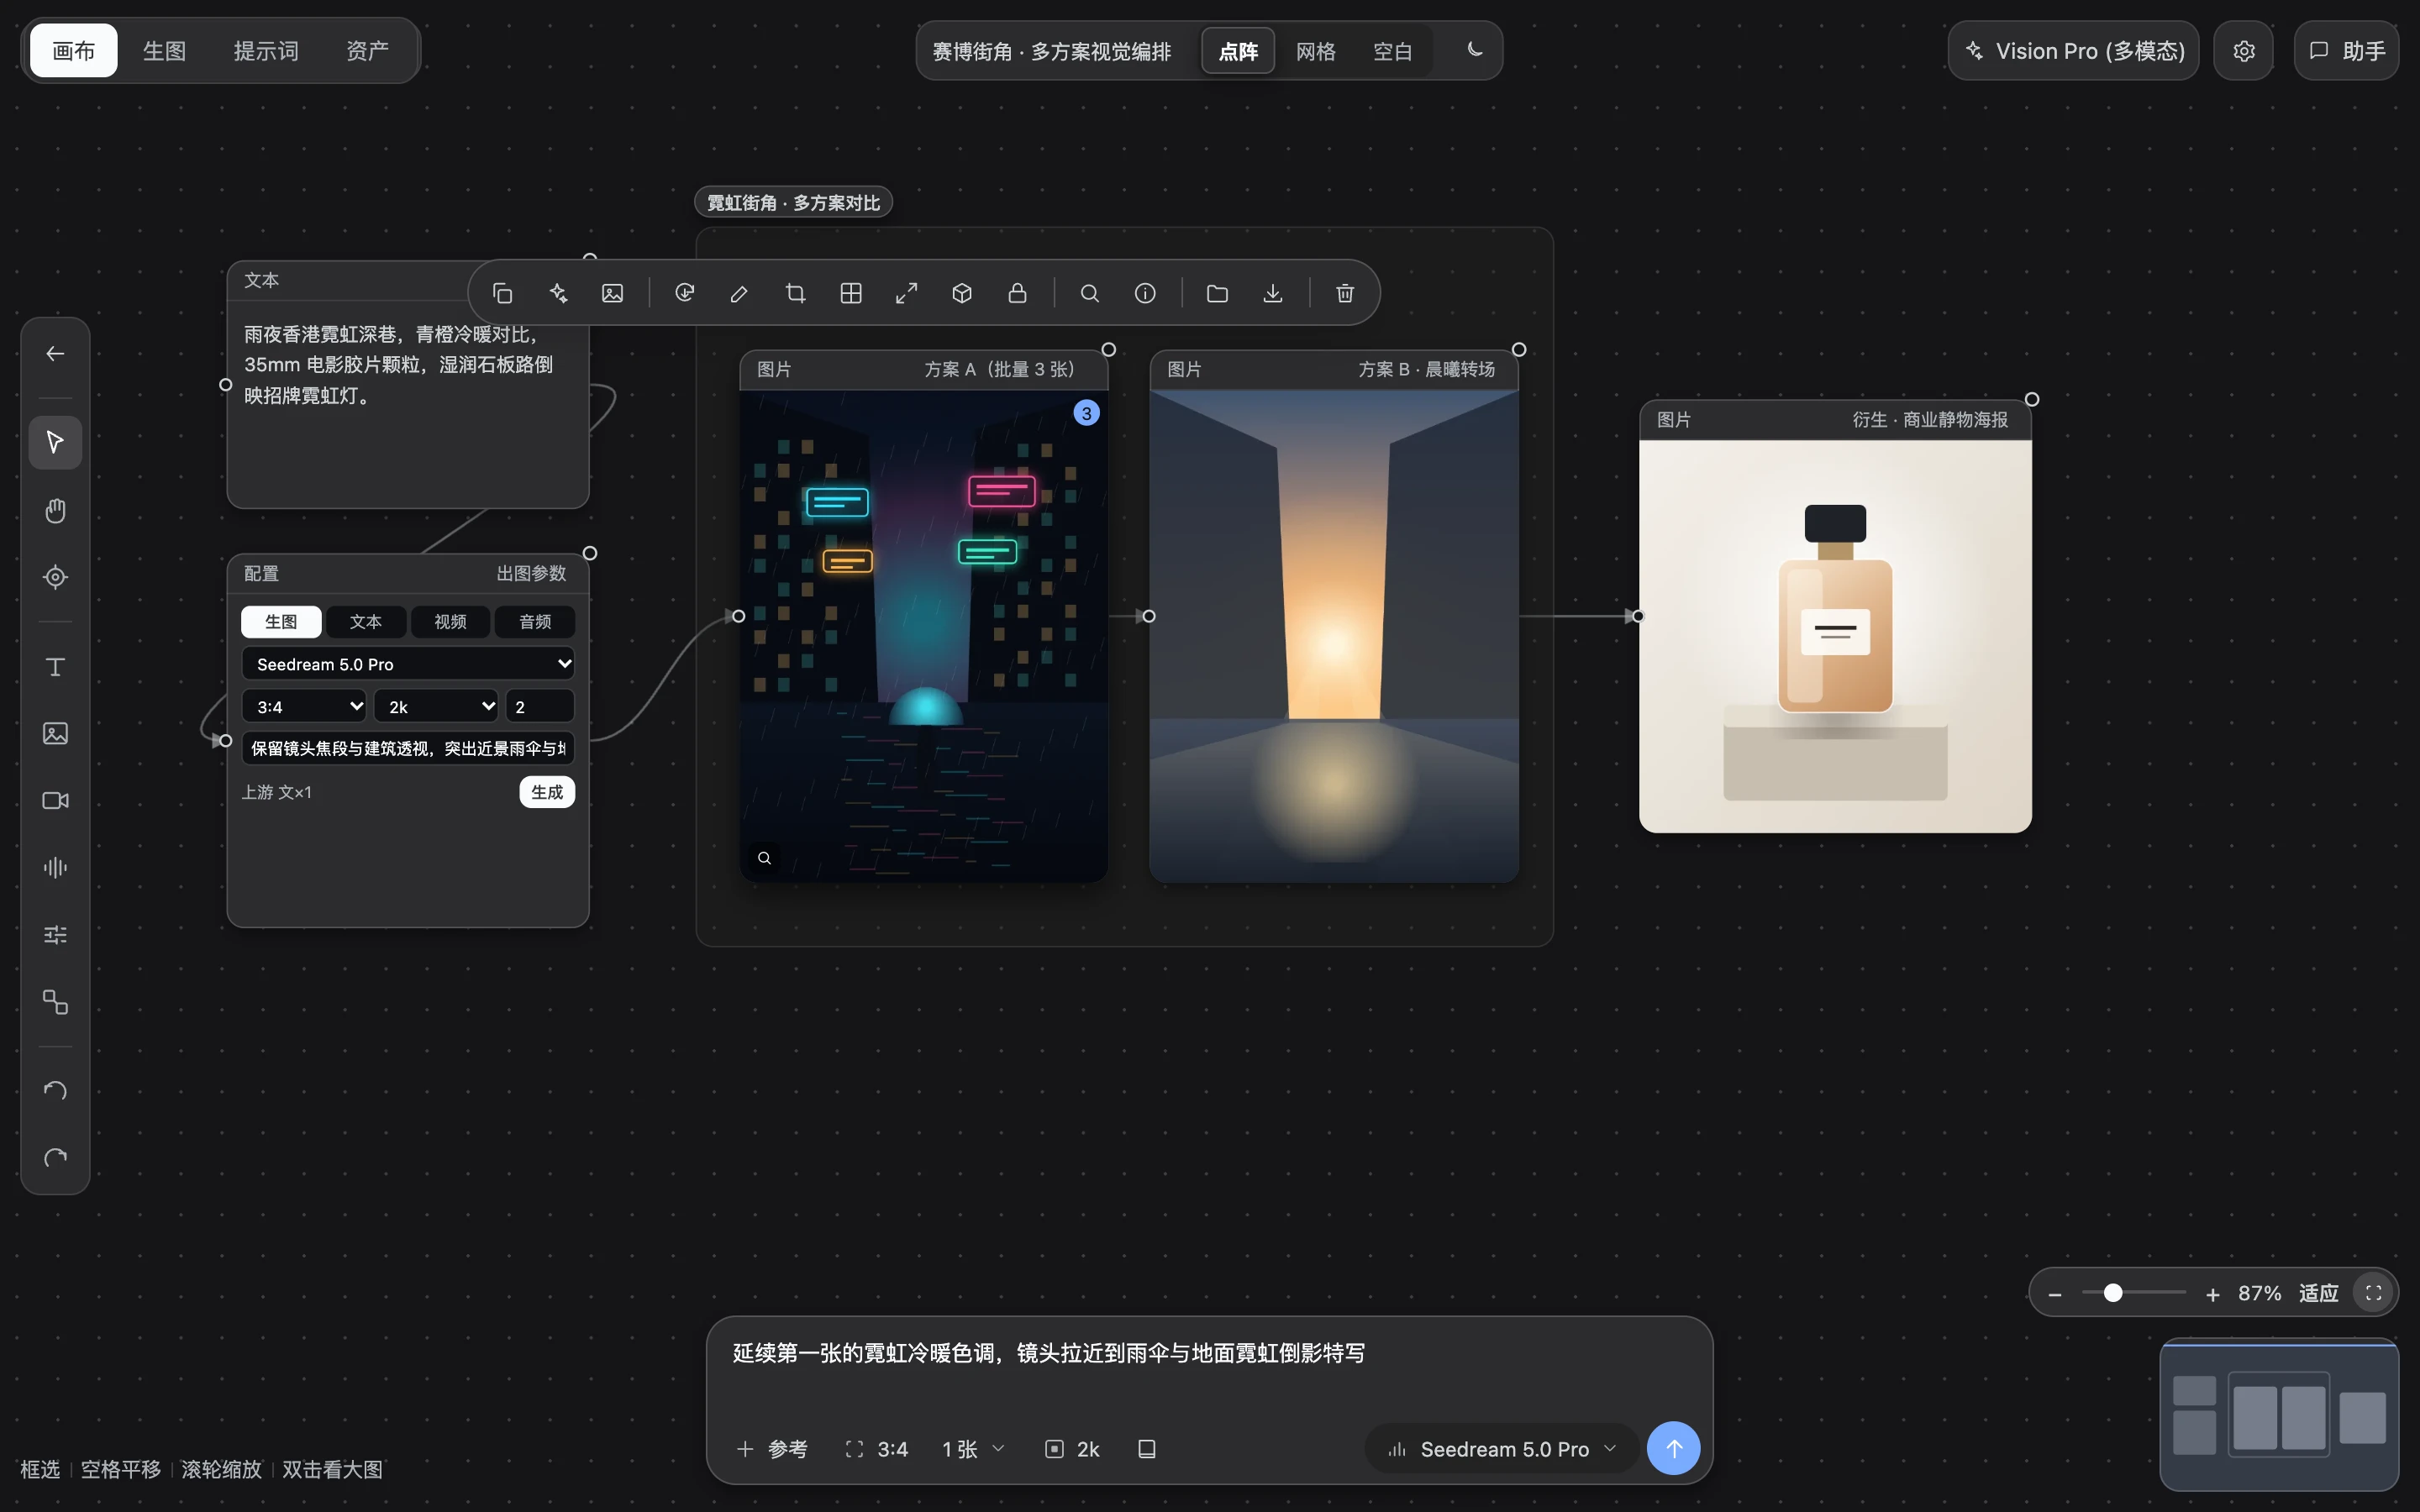 画布
生图
提示词
资产
赛博街角 · 多方案视觉编排
点阵
网格
空白
Vision Pro (多模态)
助手
霓虹街角 · 多方案对比
文本
雨夜香港霓虹深巷，青橙冷暖对比，
35mm 电影胶片颗粒，湿润石板路倒
映招牌霓虹灯。
配置
出图参数
生图
文本
视频
音频
Seedream 5.0 Pro
3:4
2k
2
保留镜头焦段与建筑透视，突出近景雨伞与
上游 文×1
生成
图片
方案 A（批量 3 张）
3
图片
方案 B · 晨曦转场
图片
衍生 · 商业静物海报
87%
适应
延续第一张的霓虹冷暖色调，镜头拉近到雨伞与地面霓虹倒影特写
参考
3:4
1 张
2k
Seedream 5.0 Pro
框选
空格平移
滚轮缩放
双击看大图